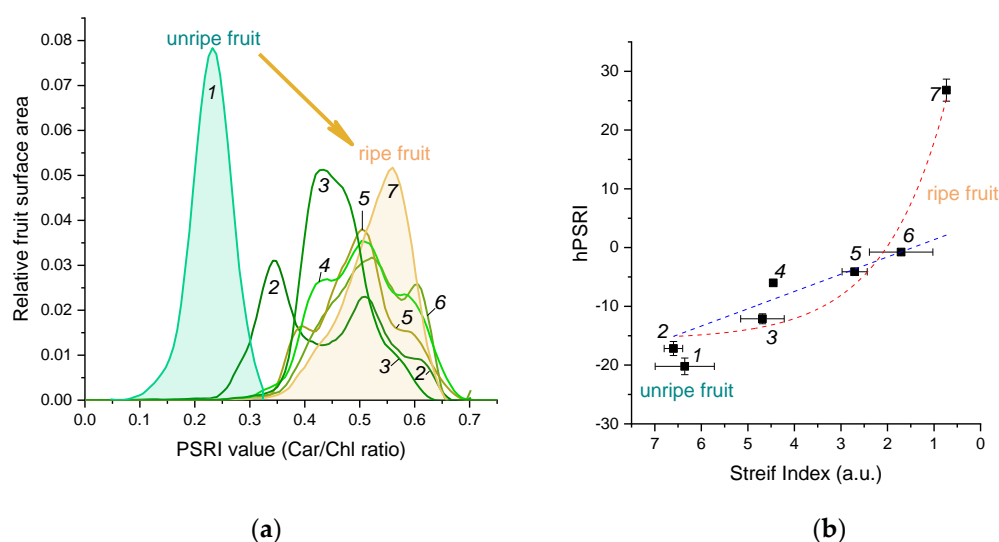 0.08
0.07
0.06
0.05
0.04
0.03
0.02
0.01
0.00
Relative fruit surface area
unripe fruit
ripe fruit
1
2
3
4
5
7
5
6
3
2
0.0 0.1 0.2 0.3 0.4 0.5 0.6 0.7
PSRI value (Car/Chl ratio)
(a)
30
20
10
0
-10
-20
-30
hPSRI
7
ripe fruit
6
5
4
3
2
1
unripe fruit
7 6 5 4 3 2 1 0
Streif Index (a.u.)
(b)